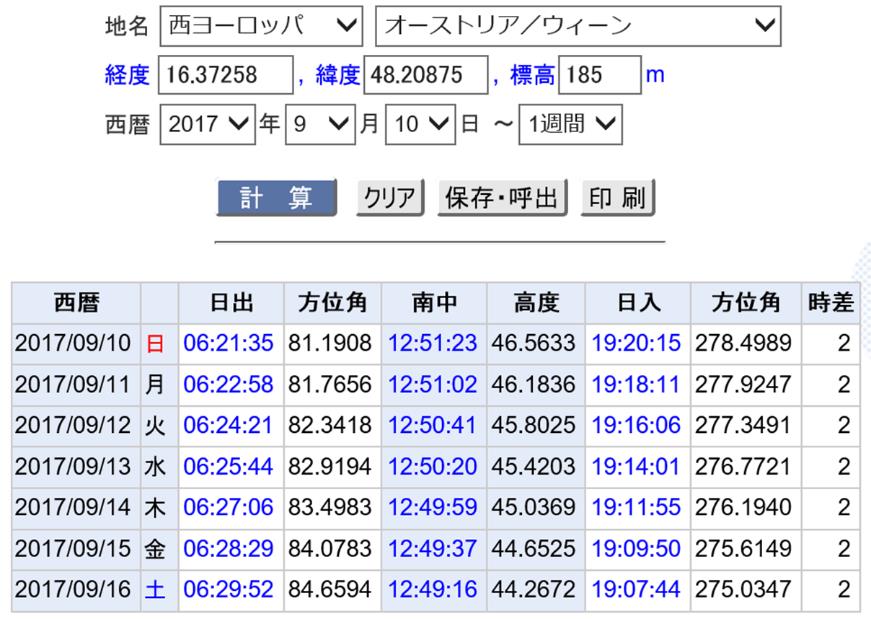 地名 西ヨーロッパ オーストリア／ウィーン
経度 16.37258 , 緯度 48.20875 , 標高 185 m
西暦 2017 年 9 月 10 日 ～ 1週間
計 算 クリア 保存・呼出 印 刷
西暦 日出 方位角 南中 高度 日入 方位角 時差
2017/09/10 日 06:21:35 81.1908 12:51:23 46.5633 19:20:15 278.4989 2
2017/09/11 月 06:22:58 81.7656 12:51:02 46.1836 19:18:11 277.9247 2
2017/09/12 火 06:24:21 82.3418 12:50:41 45.8025 19:16:06 277.3491 2
2017/09/13 水 06:25:44 82.9194 12:50:20 45.4203 19:14:01 276.7721 2
2017/09/14 木 06:27:06 83.4983 12:49:59 45.0369 19:11:55 276.1940 2
2017/09/15 金 06:28:29 84.0783 12:49:37 44.6525 19:09:50 275.6149 2
2017/09/16 土 06:29:52 84.6594 12:49:16 44.2672 19:07:44 275.0347 2